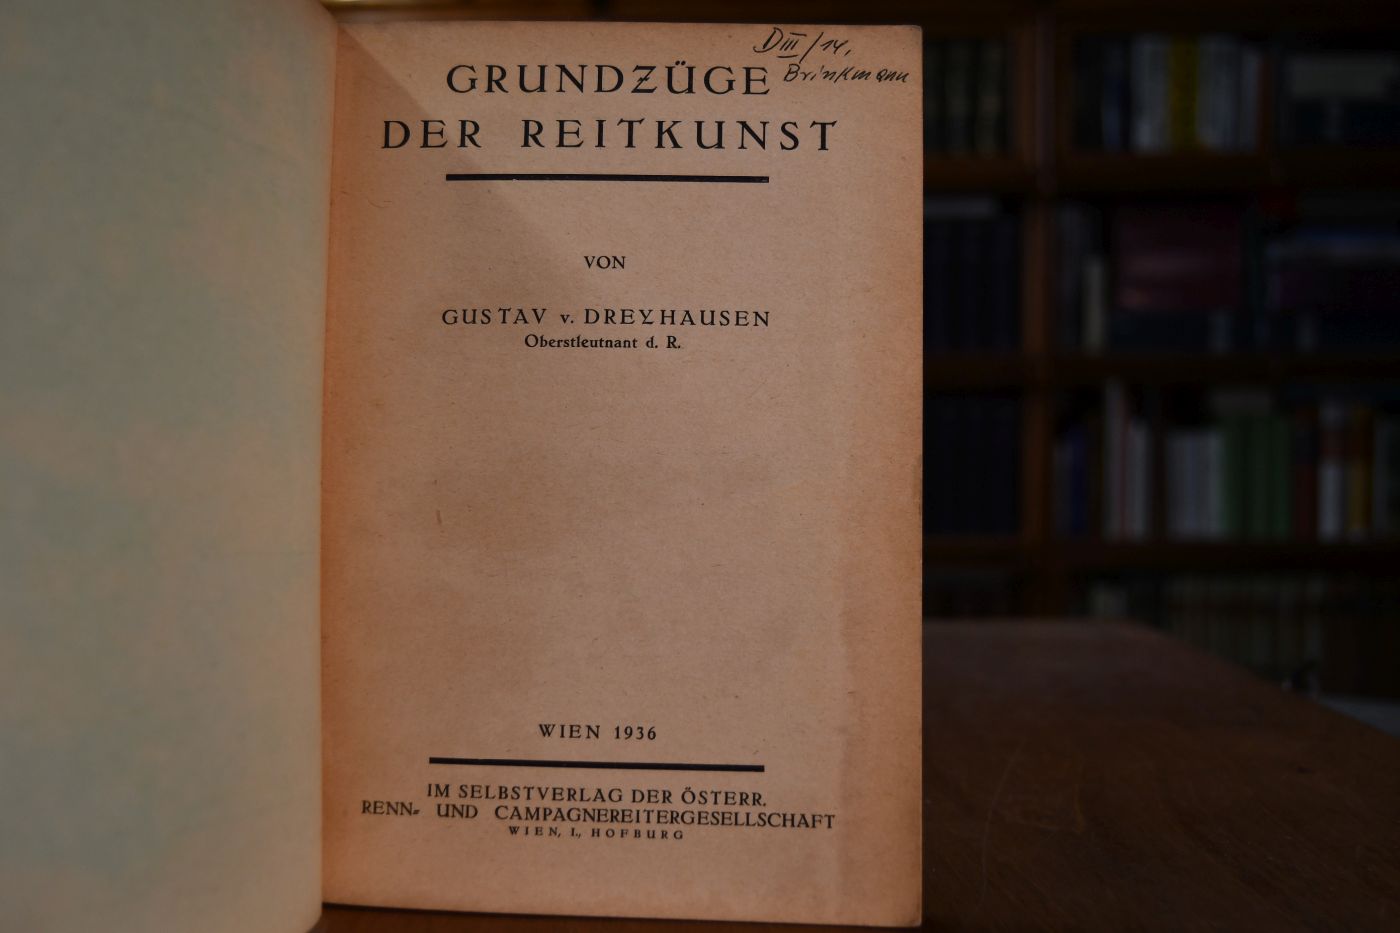 DIII/14,
Brinkmann
GRUNDZÜGE
DER REITKUNST
VON
GUSTAV v. DREYHAUSEN
Oberstleutnant d. R.
WIEN 1936
IM SELBSTVERLAG DER ÖSTERR.
RENN- UND CAMPAGNEREITERGESELLSCHAFT
WIEN, I., HOFBURG